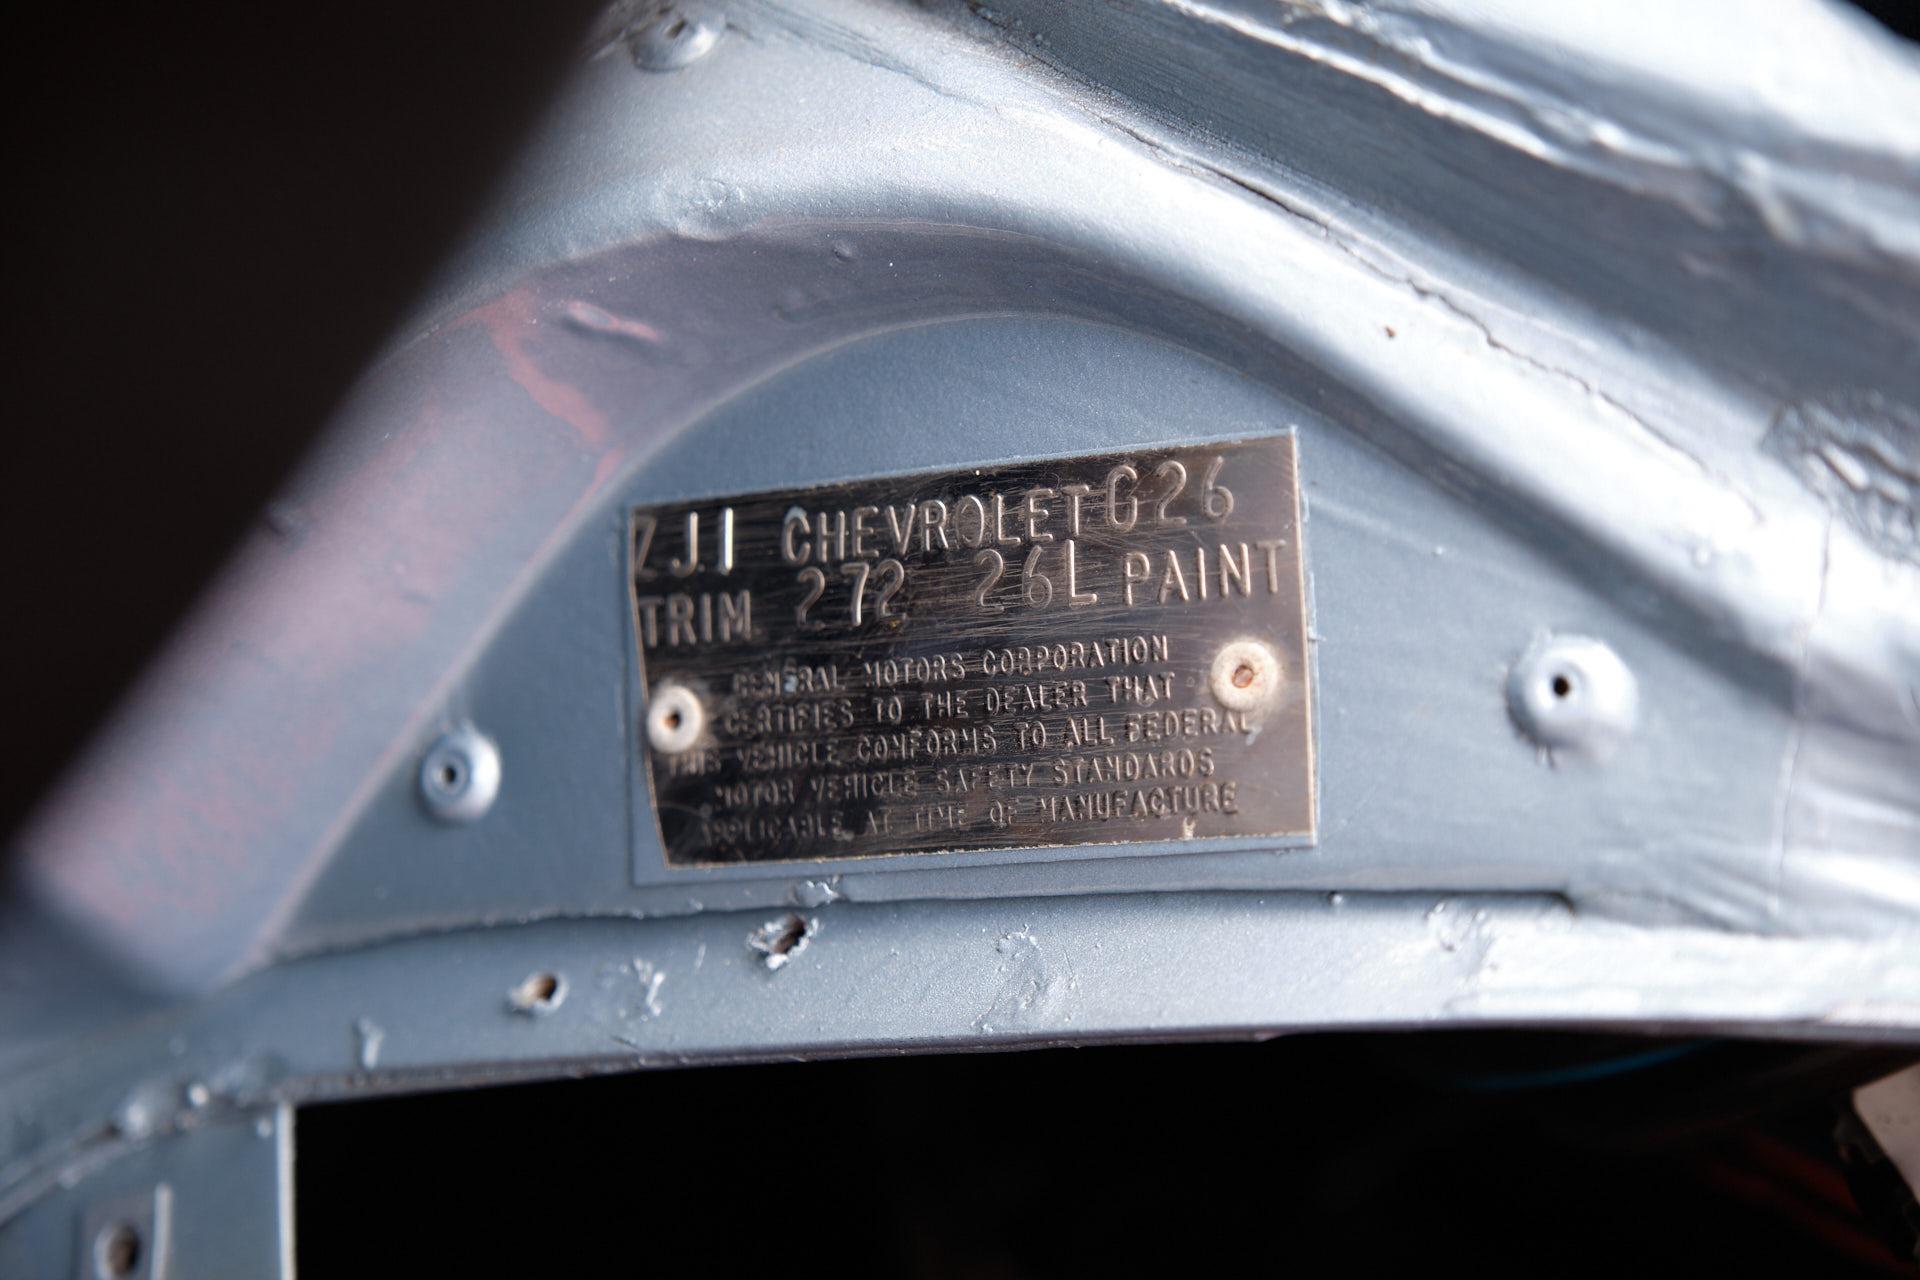 ZJ1 CHEVROLET G26
TRIM 272 26L PAINT
GENERAL MOTORS CORPORATION
CERTIFIES TO THE DEALER THAT
THIS VEHICLE CONFORMS TO ALL FEDERAL
MOTOR VEHICLE SAFETY STANDARDS
APPLICABLE AT TIME OF MANUFACTURE